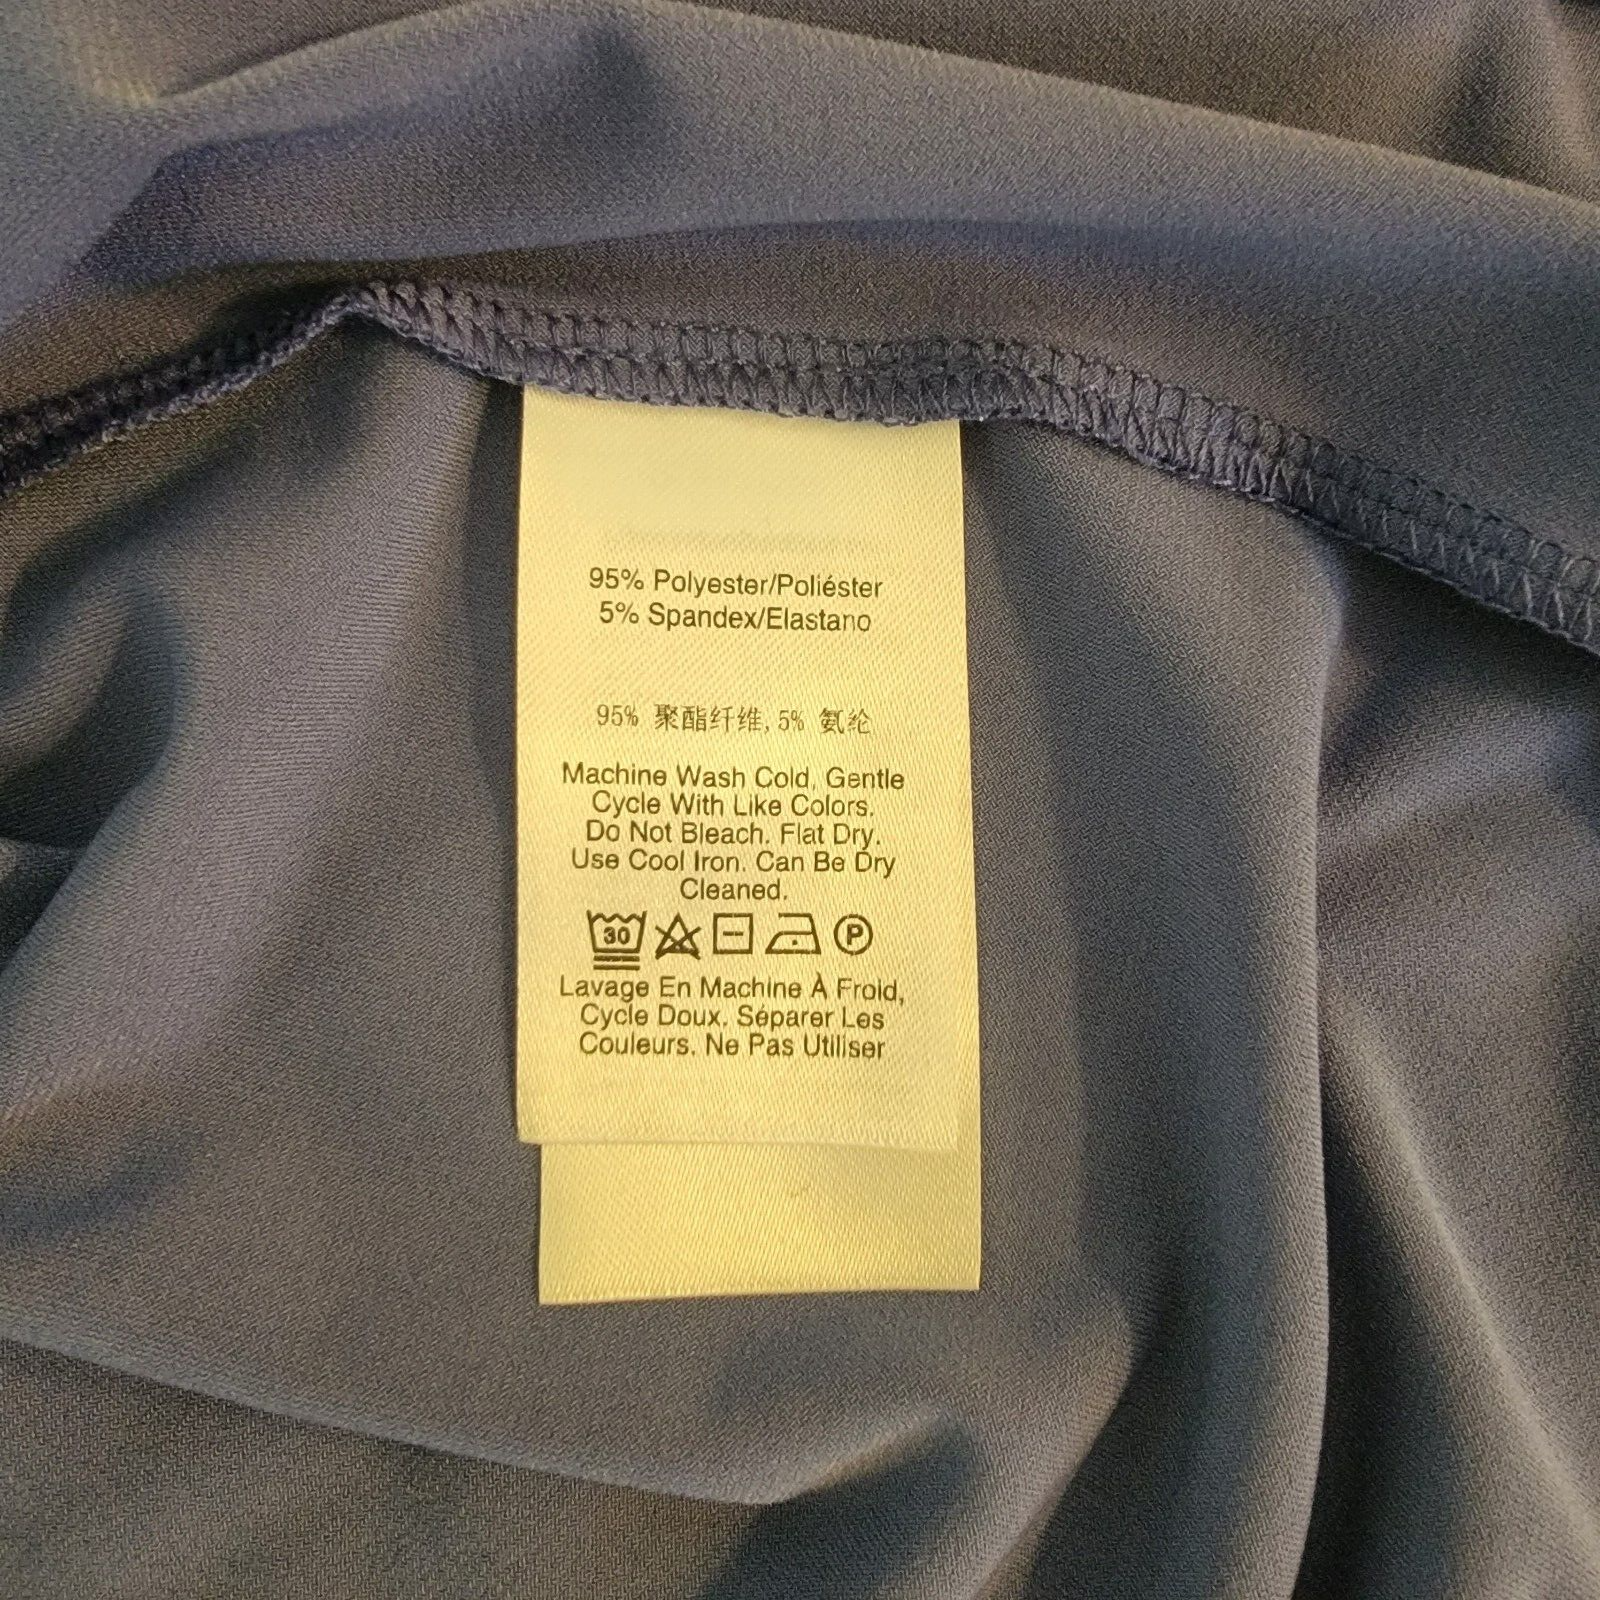 95% Polyester/Poliéster
5% Spandex/Elastano
95% 聚酯纤维,5% 氨纶
Machine Wash Cold, Gentle
Cycle With Like Colors.
Do Not Bleach. Flat Dry.
Use Cool Iron. Can Be Dry
Cleaned.
30 P
Lavage En Machine À Froid,
Cycle Doux. Séparer Les
Couleurs. Ne Pas Utiliser